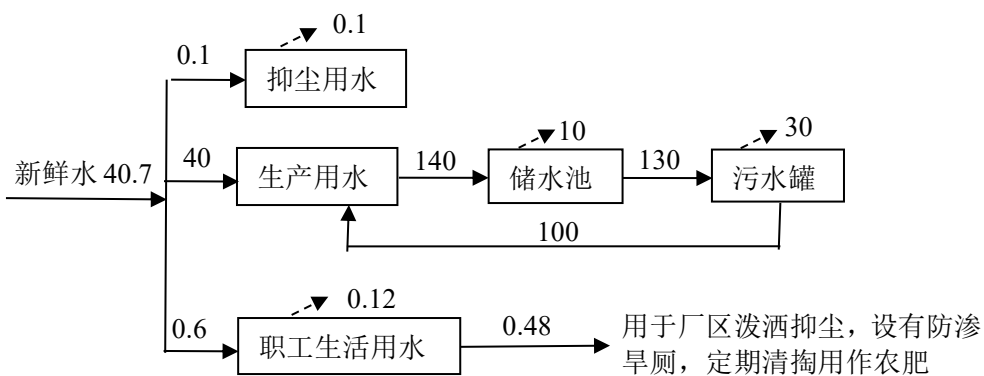 0.1
0.1
抑尘用水
新鲜水 40.7
40
生产用水
140
10
储水池
130
30
污水罐
100
0.6
0.12
职工生活用水
0.48
用于厂区泼洒抑尘，设有防渗
旱厕，定期清掏用作农肥